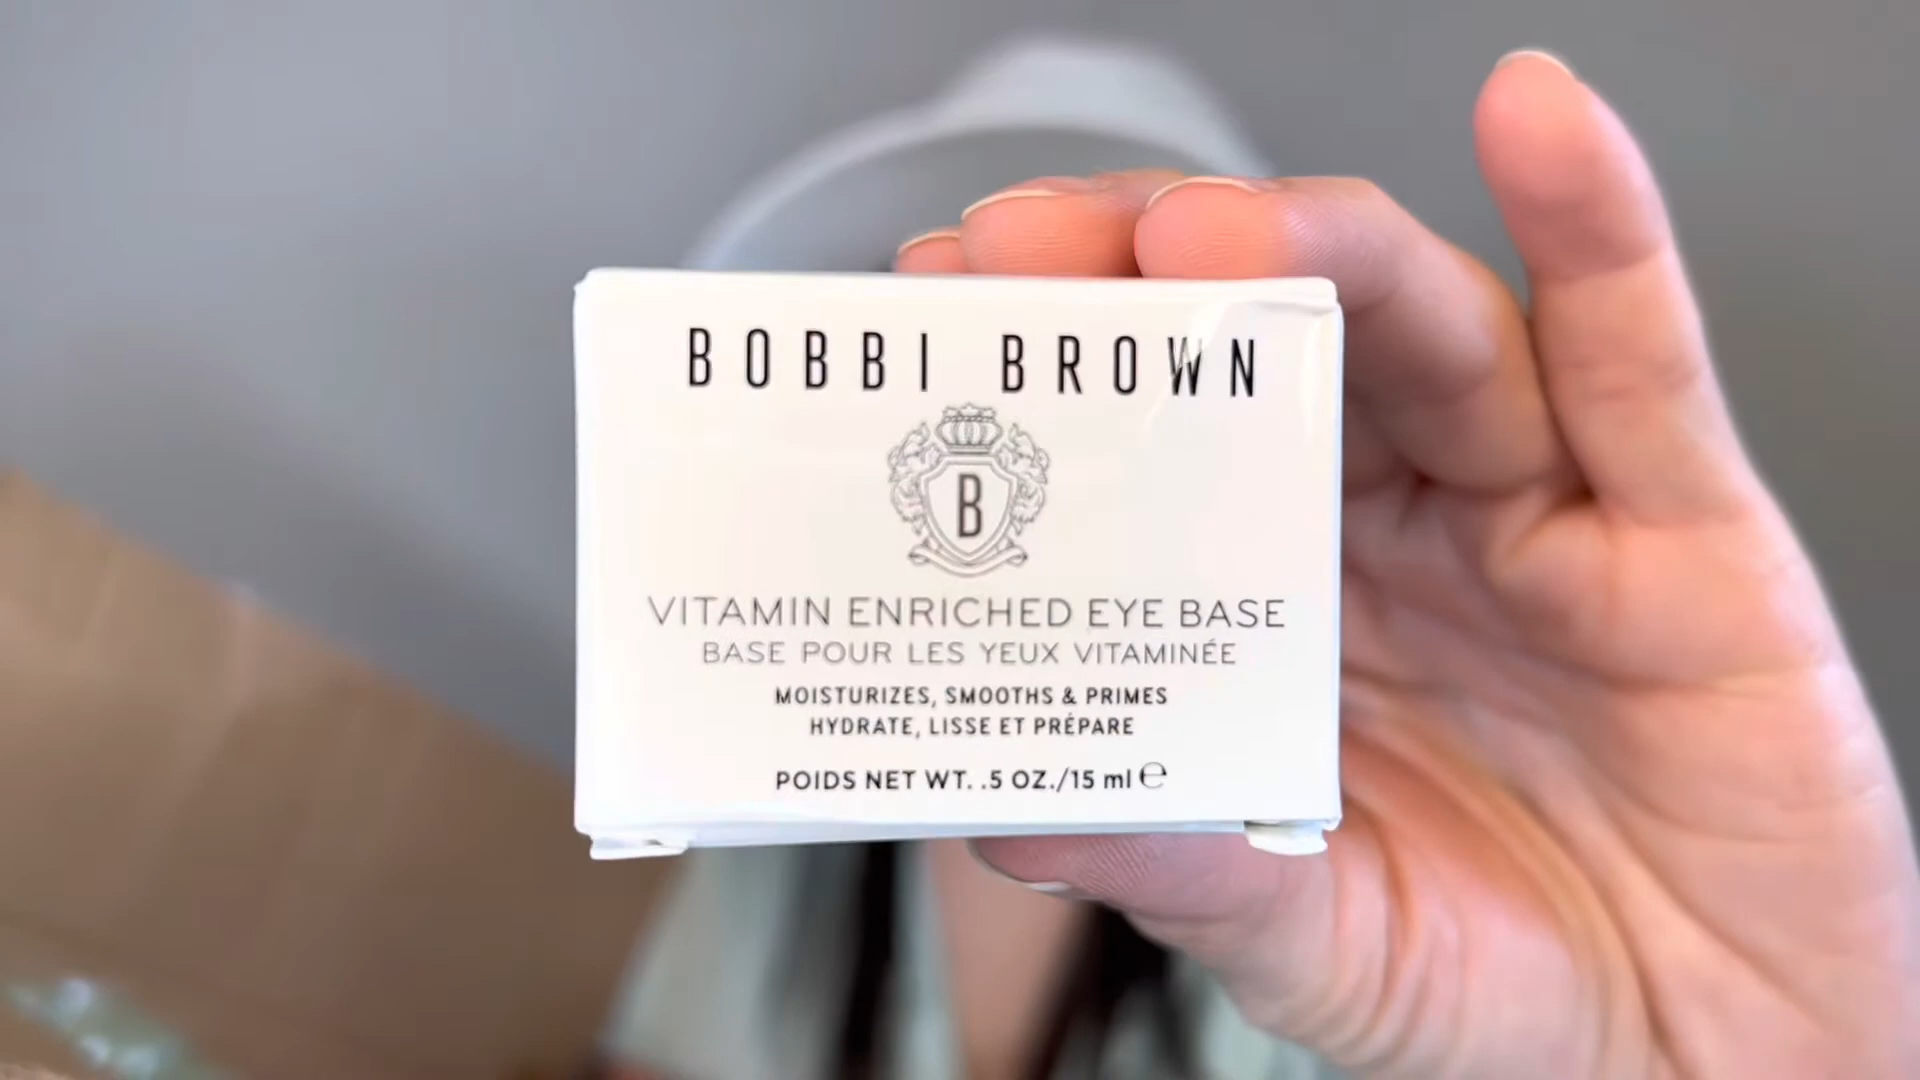 BOBBI BROWN
B
VITAMIN ENRICHED EYE BASE
BASE POUR LES YEUX VITAMINÉE
MOISTURIZES, SMOOTHS & PRIMES
HYDRATE, LISSE ET PRÉPARE
POIDS NET WT. .5 OZ./15 ml ℮